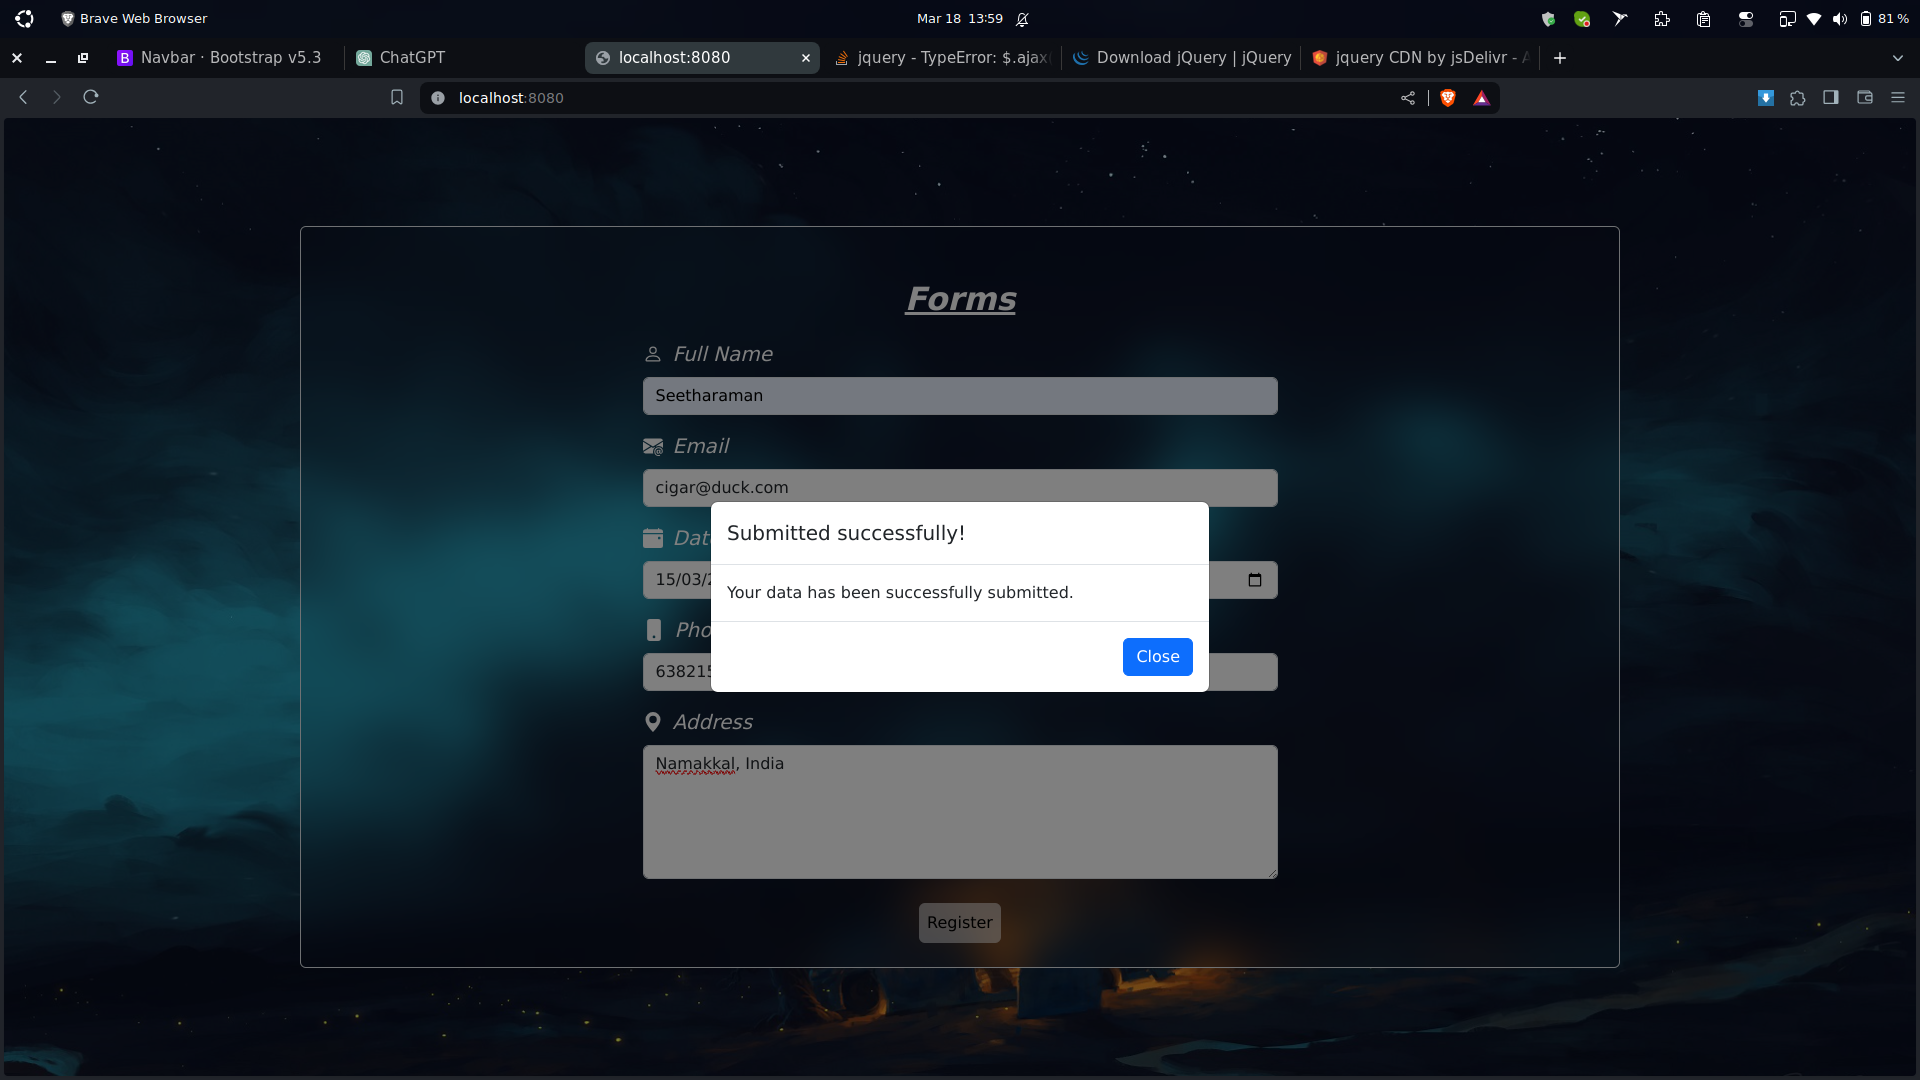 Brave Web Browser
Mar 18 13:59
81 %
Navbar · Bootstrap v5.3
ChatGPT
localhost:8080
jquery - TypeError: $.ajax
Download jQuery | jQuery
jquery CDN by jsDelivr -
localhost:8080
Forms
Full Name
Seetharaman
Email
cigar@duck.com
Submitted successfully!
Your data has been successfully submitted.
Close
Dat
15/03/
Pho
63821
Address
Namakkal, India
Register